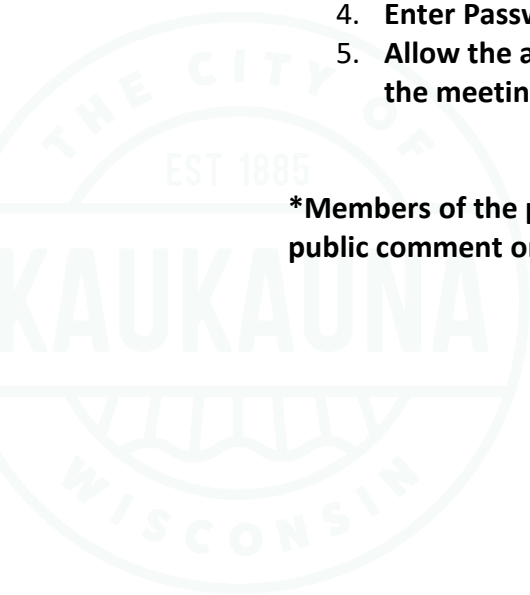 4. Enter Passw
5. Allow the a
the meetin
*Members of the p
public comment o
THE CITY OF
EST 1885
KAUKAUNA
WISCONSIN